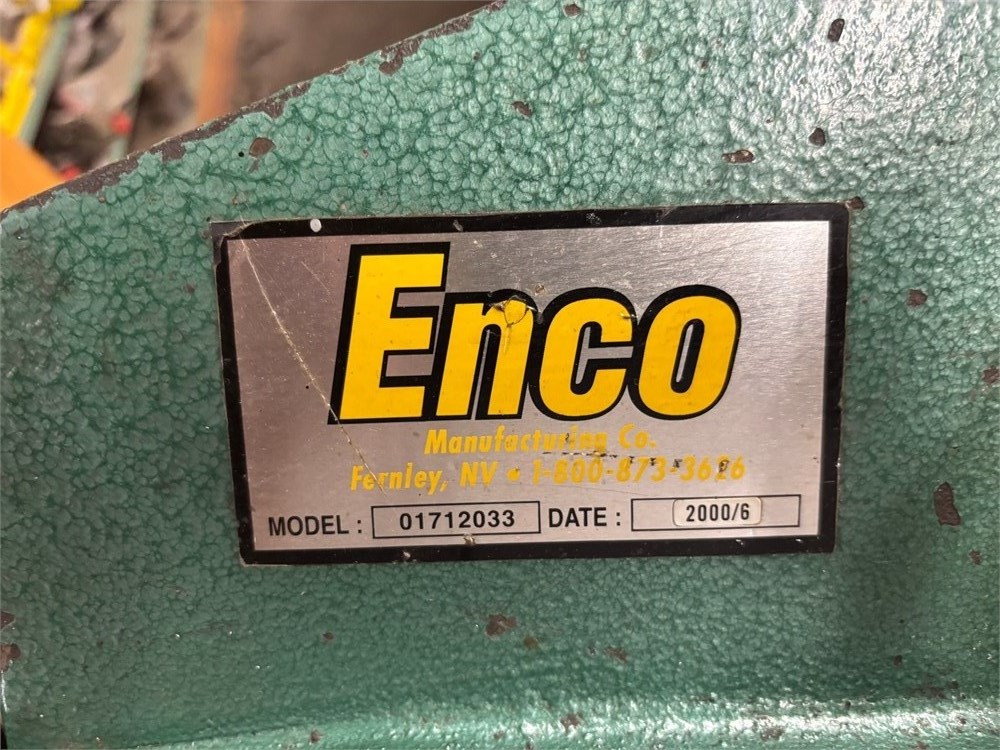 Enco
Manufacturing Co.
Fernley, NV • 1-800-873-3626
MODEL : 01712033 DATE : 2000/6